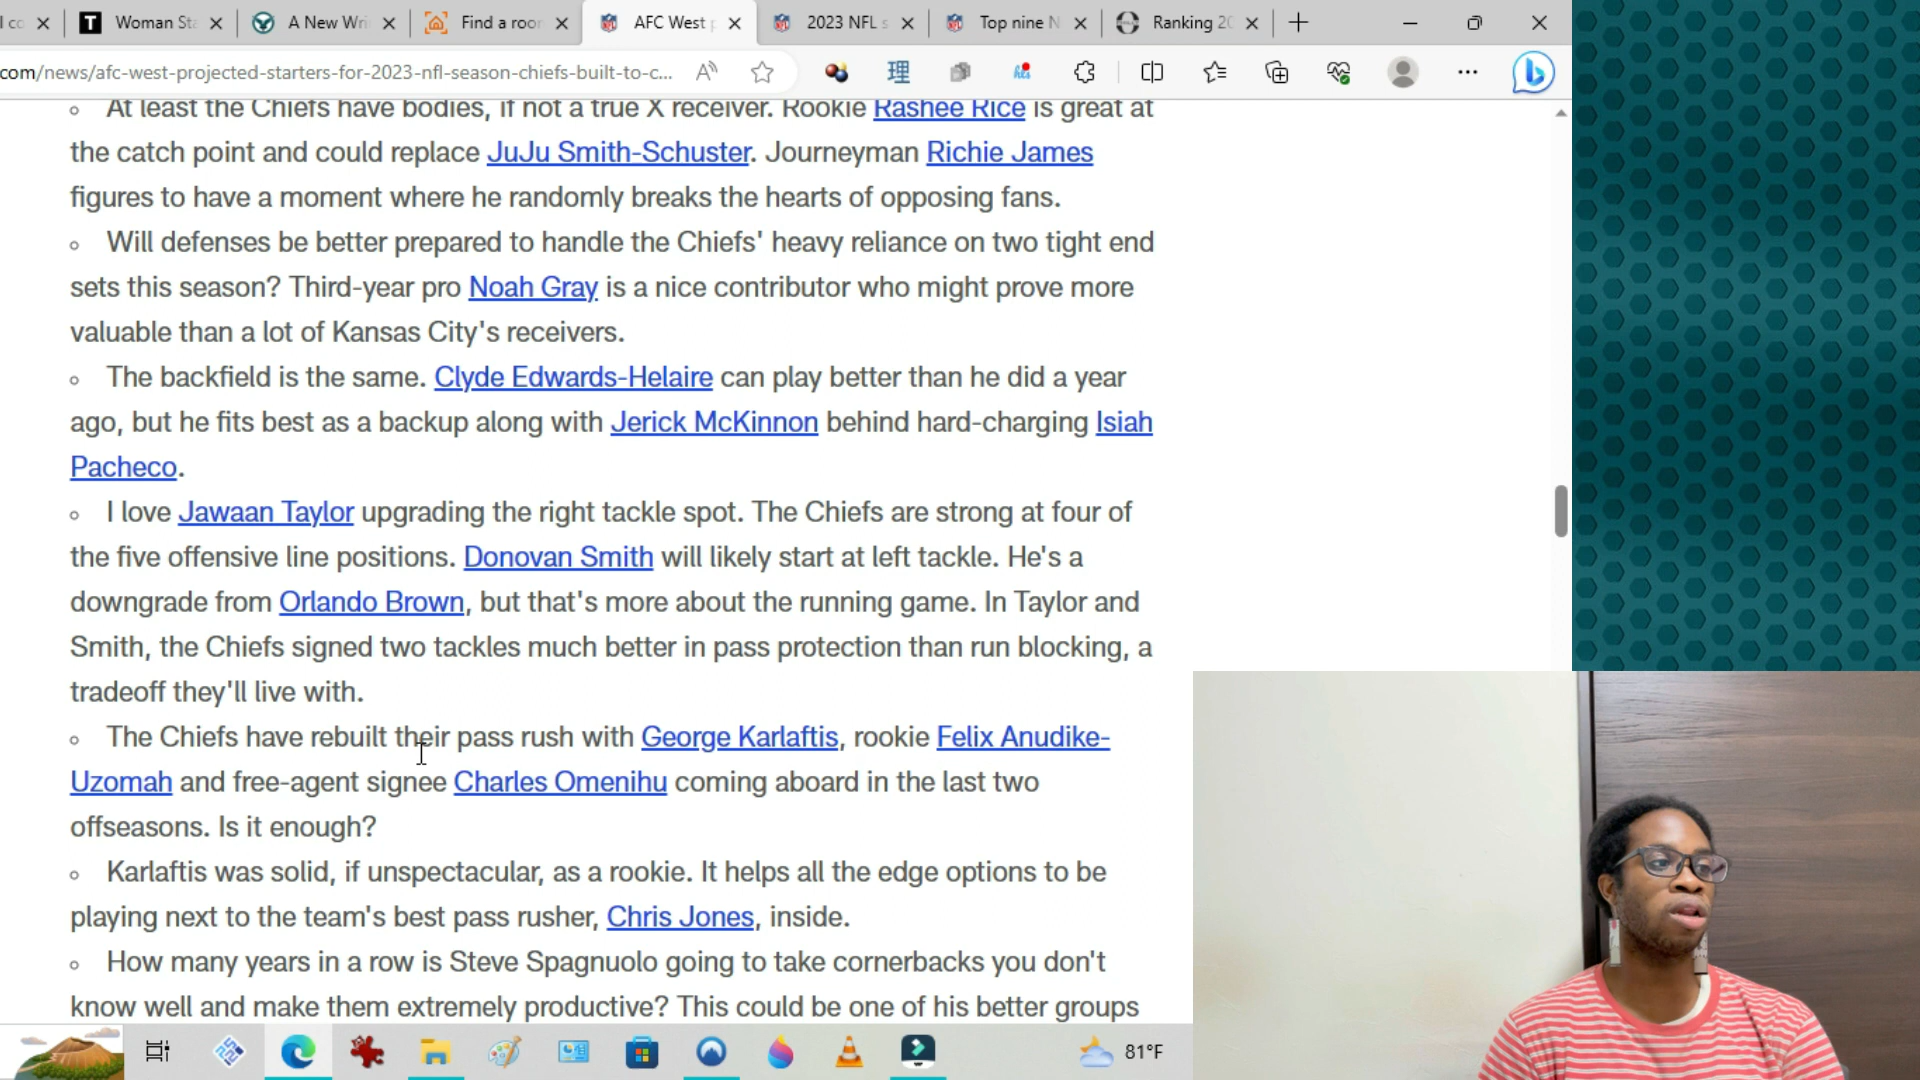 l co
Woman Sta
A New Wri
Find a roor
AFC West p
2023 NFL s
Top nine N
Ranking 20
com/news/afc-west-projected-starters-for-2023-nfl-season-chiefs-built-to-c...
At least the Chiefs have bodies, if not a true X receiver. Rookie Rashee Rice is great at
the catch point and could replace JuJu Smith-Schuster. Journeyman Richie James
figures to have a moment where he randomly breaks the hearts of opposing fans.
Will defenses be better prepared to handle the Chiefs' heavy reliance on two tight end
sets this season? Third-year pro Noah Gray is a nice contributor who might prove more
valuable than a lot of Kansas City's receivers.
The backfield is the same. Clyde Edwards-Helaire can play better than he did a year
ago, but he fits best as a backup along with Jerick McKinnon behind hard-charging Isiah
Pacheco.
I love Jawaan Taylor upgrading the right tackle spot. The Chiefs are strong at four of
the five offensive line positions. Donovan Smith will likely start at left tackle. He's a
downgrade from Orlando Brown, but that's more about the running game. In Taylor and
Smith, the Chiefs signed two tackles much better in pass protection than run blocking, a
tradeoff they'll live with.
The Chiefs have rebuilt their pass rush with George Karlaftis, rookie Felix Anudike-
Uzomah and free-agent signee Charles Omenihu coming aboard in the last two
offseasons. Is it enough?
Karlaftis was solid, if unspectacular, as a rookie. It helps all the edge options to be
playing next to the team's best pass rusher, Chris Jones, inside.
How many years in a row is Steve Spagnuolo going to take cornerbacks you don't
know well and make them extremely productive? This could be one of his better groups
81°F